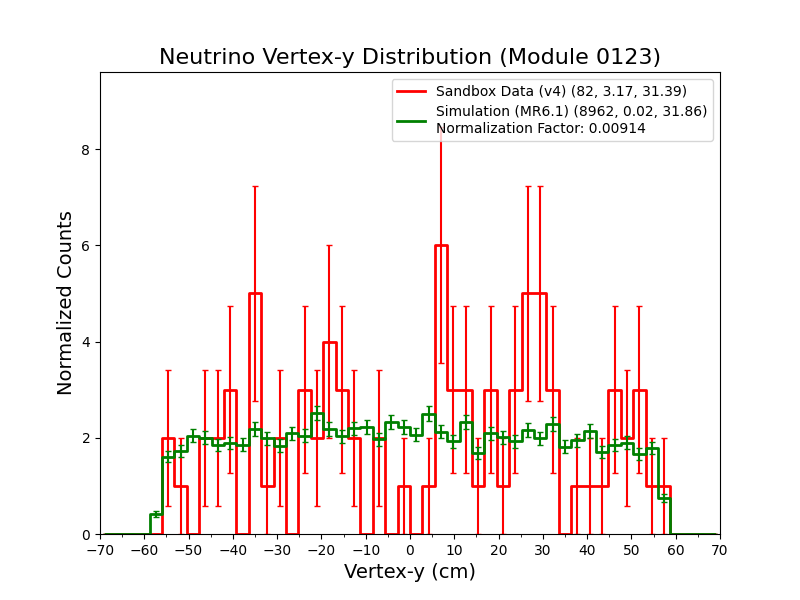 Neutrino Vertex-y Distribution (Module 0123)
Sandbox Data (v4) (82, 3.17, 31.39)
Simulation (MR6.1) (8962, 0.02, 31.86)
Normalization Factor: 0.00914
Normalized Counts
8
6
4
2
0
−70 −60 −50 −40 −30 −20 −10 0 10 20 30 40 50 60 70
Vertex-y (cm)